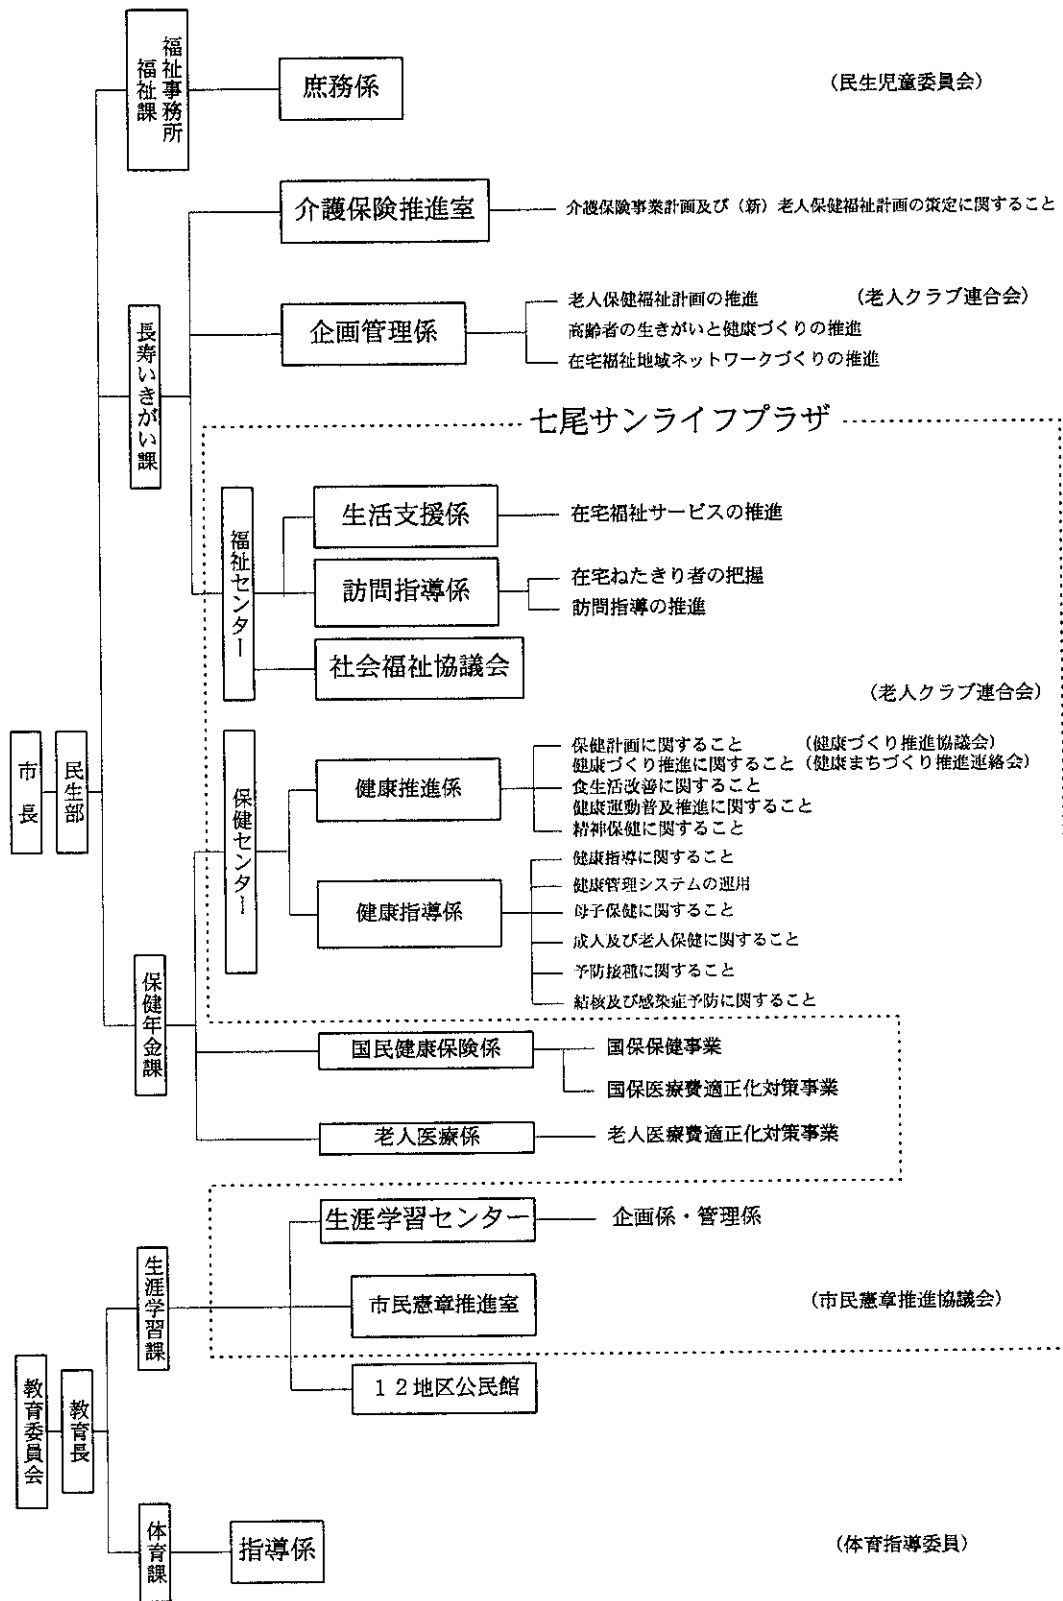 福祉事務所
福祉課
庶務係
(民生児童委員会)
介護保険推進室
介護保険事業計画及び（新）老人保健福祉計画の策定に関すること
長寿いきがい課
企画管理係
老人保健福祉計画の推進
(老人クラブ連合会)
高齢者の生きがいと健康づくりの推進
在宅福祉地域ネットワークづくりの推進
七尾サンライフプラザ
福祉センター
生活支援係
在宅福祉サービスの推進
訪問指導係
在宅ねたきり者の把握
訪問指導の推進
社会福祉協議会
(老人クラブ連合会)
市長
民生部
保健センター
健康推進係
保健計画に関すること
(健康づくり推進協議会)
健康づくり推進に関すること
(健康まちづくり推進連絡会)
食生活改善に関すること
健康運動普及推進に関すること
精神保健に関すること
健康指導係
健康指導に関すること
健康管理システムの運用
母子保健に関すること
成人及び老人保健に関すること
予防接種に関すること
結核及び感染症予防に関すること
保健年金課
国民健康保険係
国保保健事業
国保医療費適正化対策事業
老人医療係
老人医療費適正化対策事業
生涯学習センター
企画係・管理係
生涯学習課
市民憲章推進室
(市民憲章推進協議会)
１２地区公民館
教育委員会
教育長
体育課
指導係
(体育指導委員)